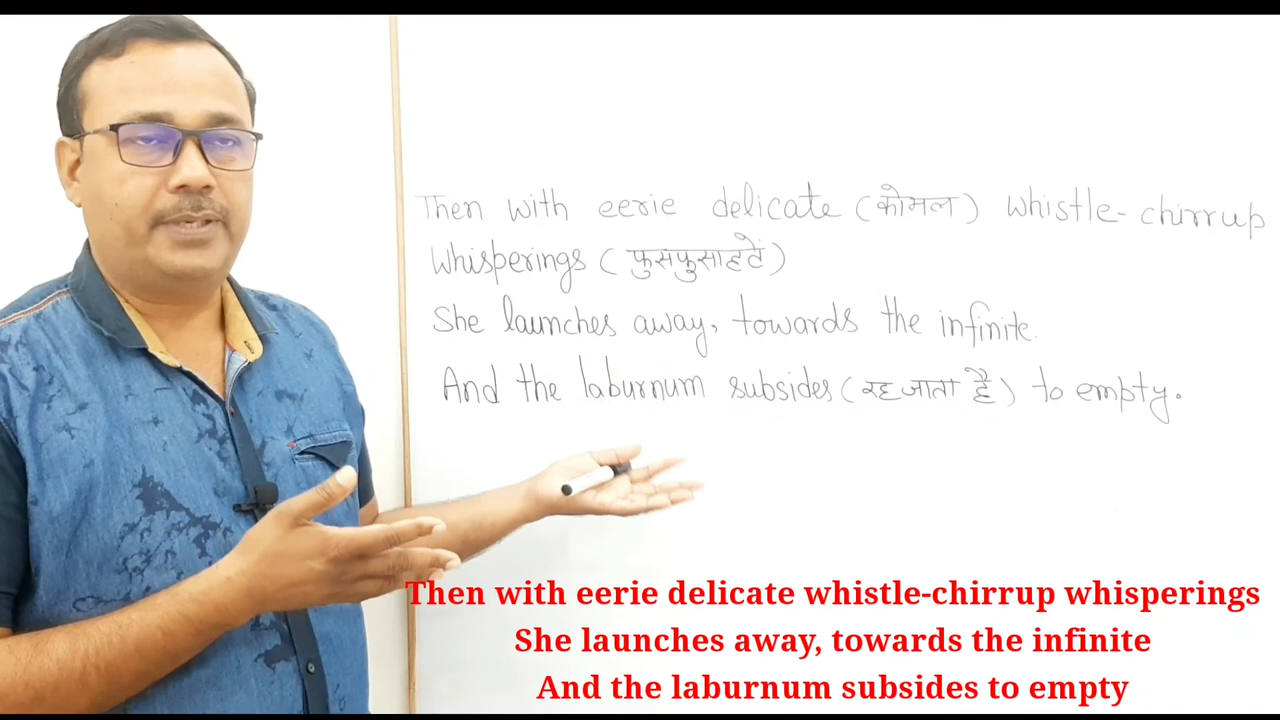 Then with eerie delicate (कोमल) whistle-chirrup
whisperings (फुसफुसाहटें)
She launches away, towards the infinite.
And the laburnum subsides (रह जाता है) to empty.
Then with eerie delicate whistle-chirrup whisperings
She launches away, towards the infinite
And the laburnum subsides to empty